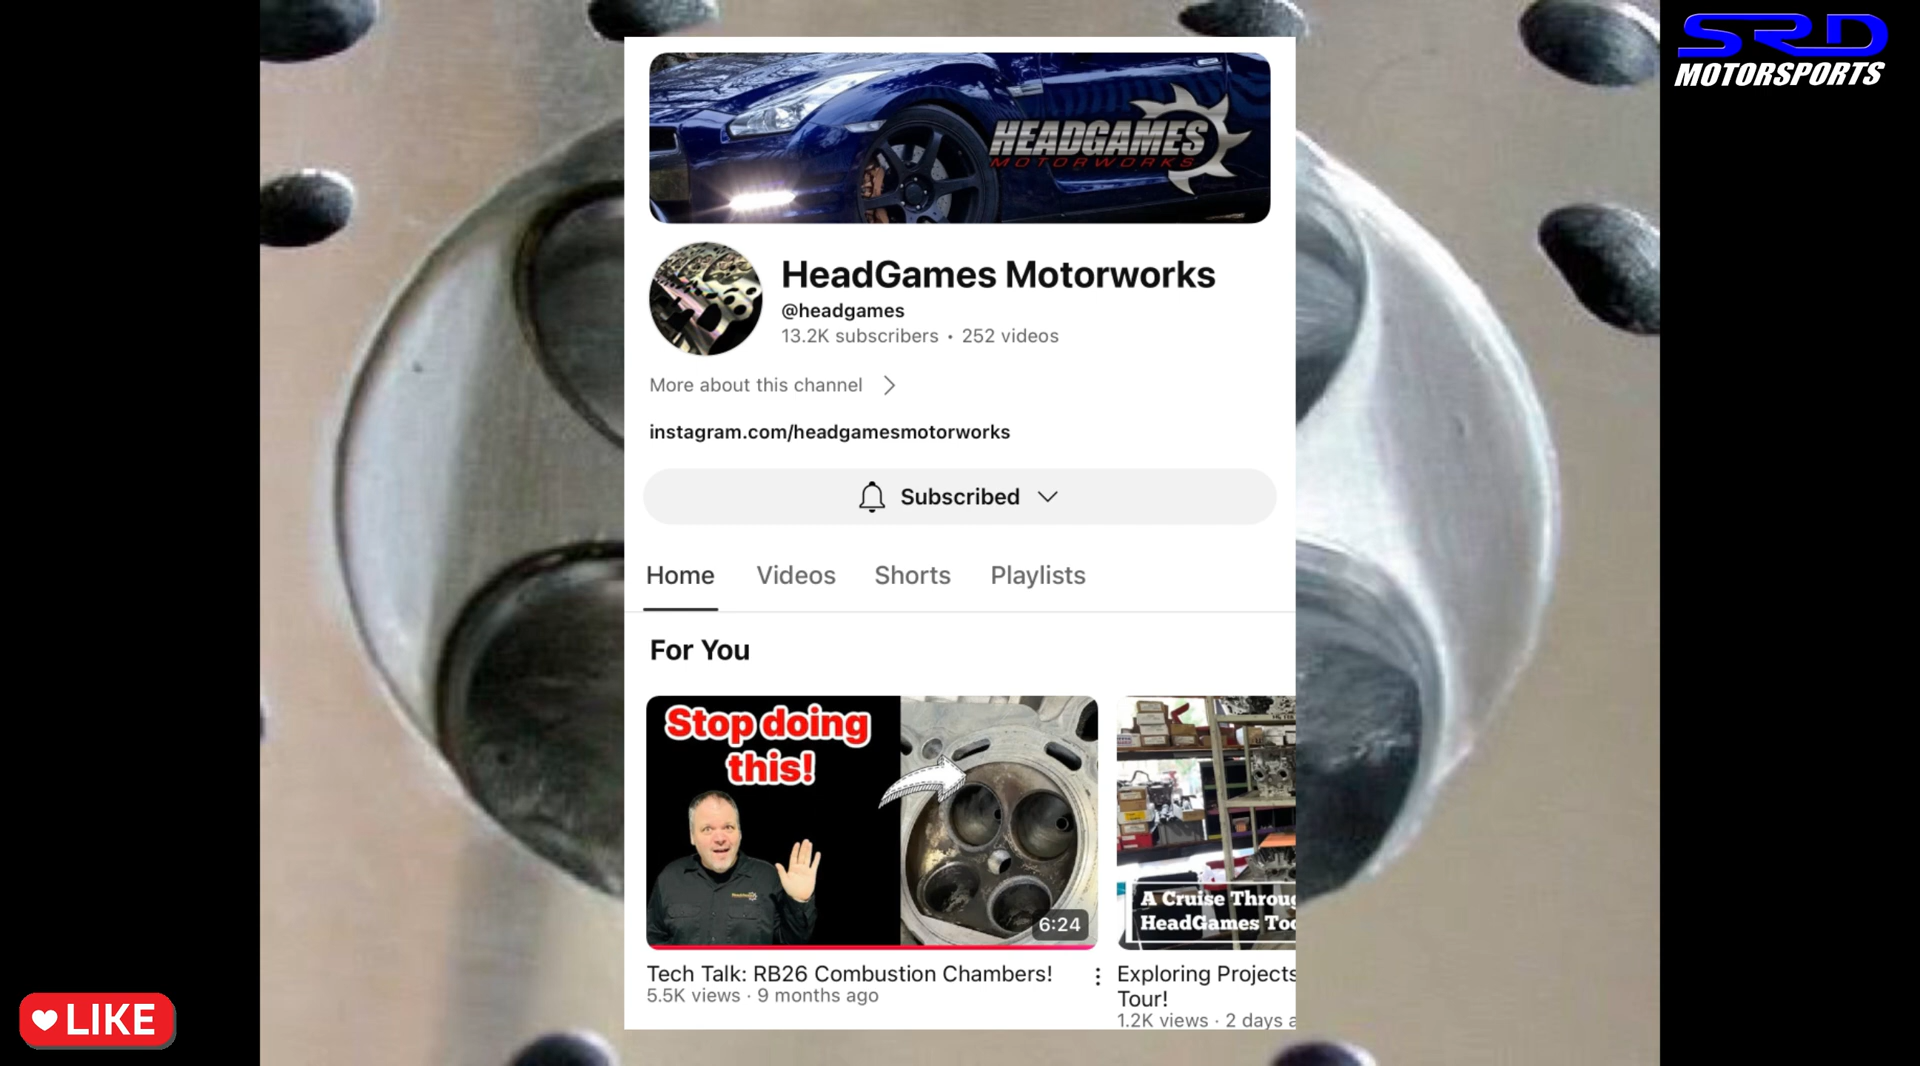 SRD
MOTORSPORTS
HEADGAMES
MOTORWORKS
HeadGames Motorworks
@headgames
13.2K subscribers • 252 videos
More about this channel
instagram.com/headgamesmotorworks
Subscribed
Home Videos Shorts Playlists
For You
Stop doing
this!
6:24
A Cruise Throug
HeadGames Too
Tech Talk: RB26 Combustion Chambers!
5.5K views · 9 months ago
Exploring Projects
Tour!
1.2K views · 2 days a
LIKE